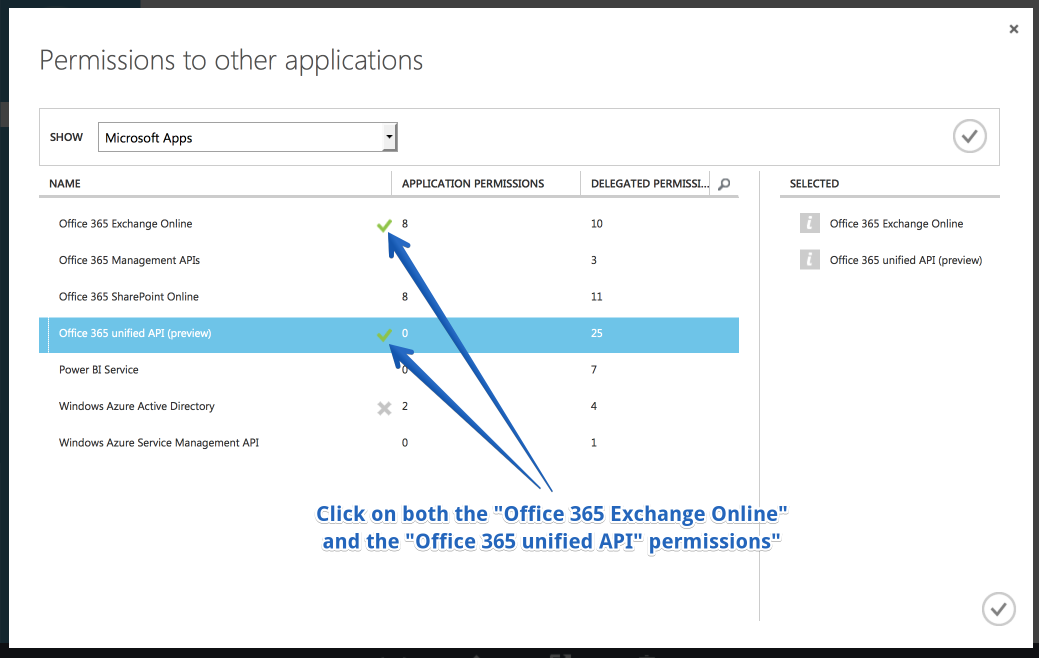 Permissions to other applications
SHOW Microsoft Apps
NAME APPLICATION PERMISSIONS DELEGATED PERMISSI... SELECTED
Office 365 Exchange Online 8 10 Office 365 Exchange Online
Office 365 Management APIs 3 Office 365 unified API (preview)
Office 365 SharePoint Online 8 11
Office 365 unified API (preview) 0 25
Power BI Service 0 7
Windows Azure Active Directory 2 4
Windows Azure Service Management API 0 1
Click on both the "Office 365 Exchange Online"
and the "Office 365 unified API" permissions"